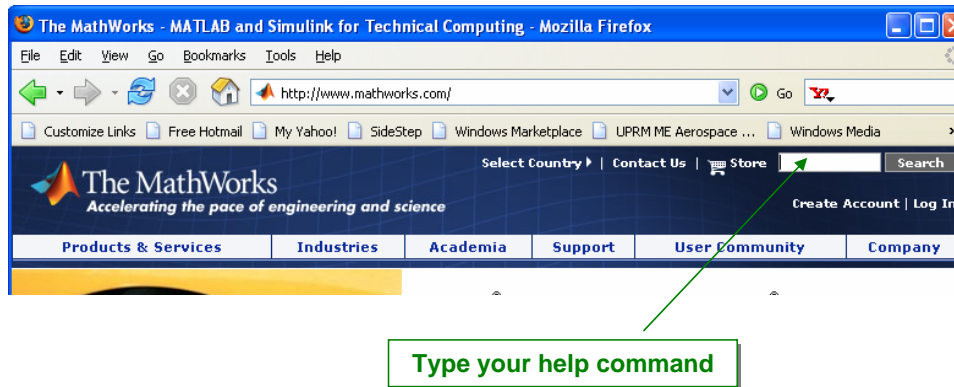 The MathWorks - MATLAB and Simulink for Technical Computing - Mozilla Firefox
File Edit View Go Bookmarks Tools Help
http://www.mathworks.com/ Go Y!
Customize Links Free Hotmail My Yahoo! SideStep Windows Marketplace UPRM ME Aerospace ... Windows Media »
Select Country | Contact Us | Store Search
The MathWorks
Accelerating the pace of engineering and science
Create Account | Log In
Products & Services Industries Academia Support User Community Company
Type your help command